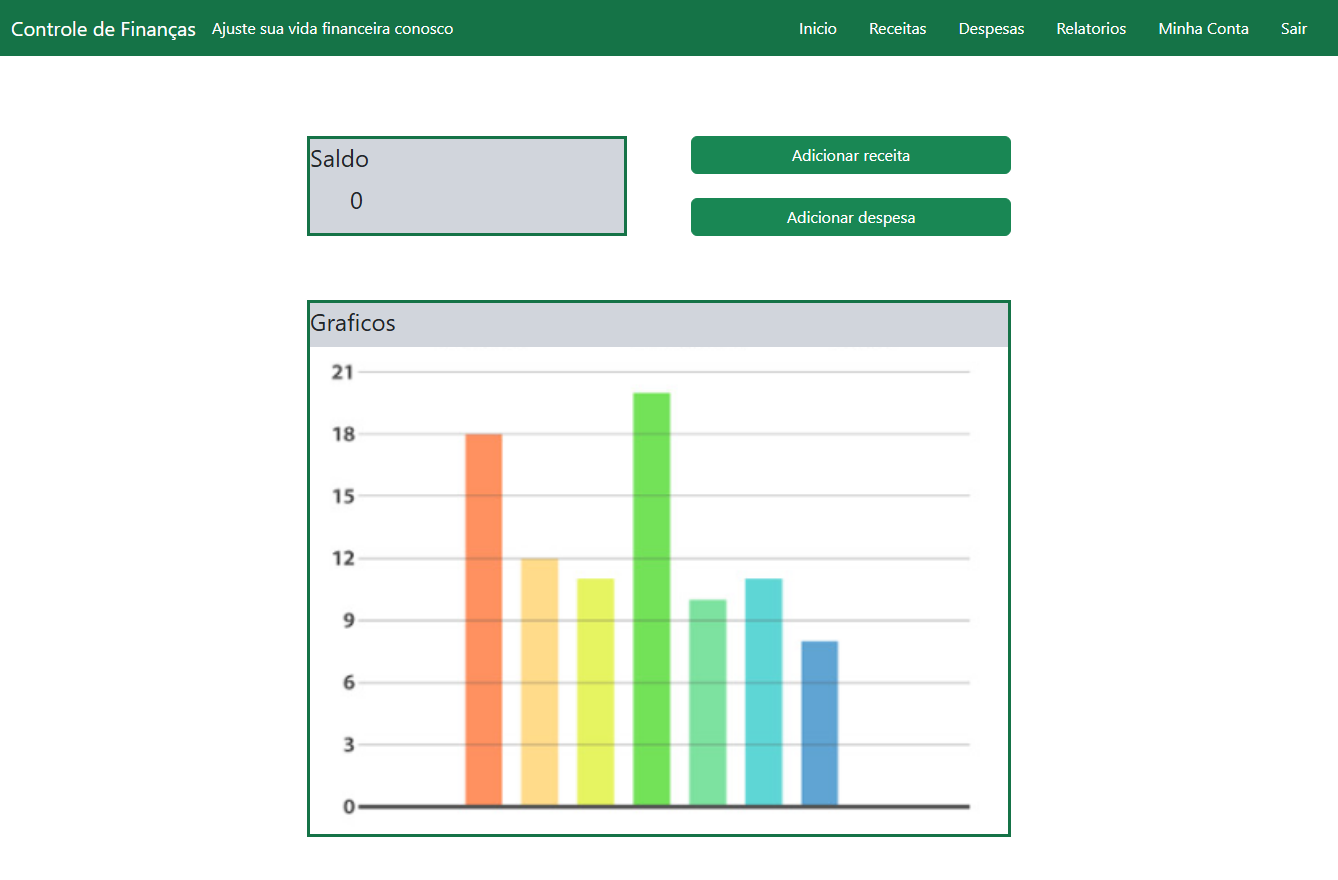 Controle de Finanças Ajuste sua vida financeira conosco Inicio Receitas Despesas Relatorios Minha Conta Sair
Saldo
0
Adicionar receita
Adicionar despesa
Graficos
21
18
15
12
9
6
3
0